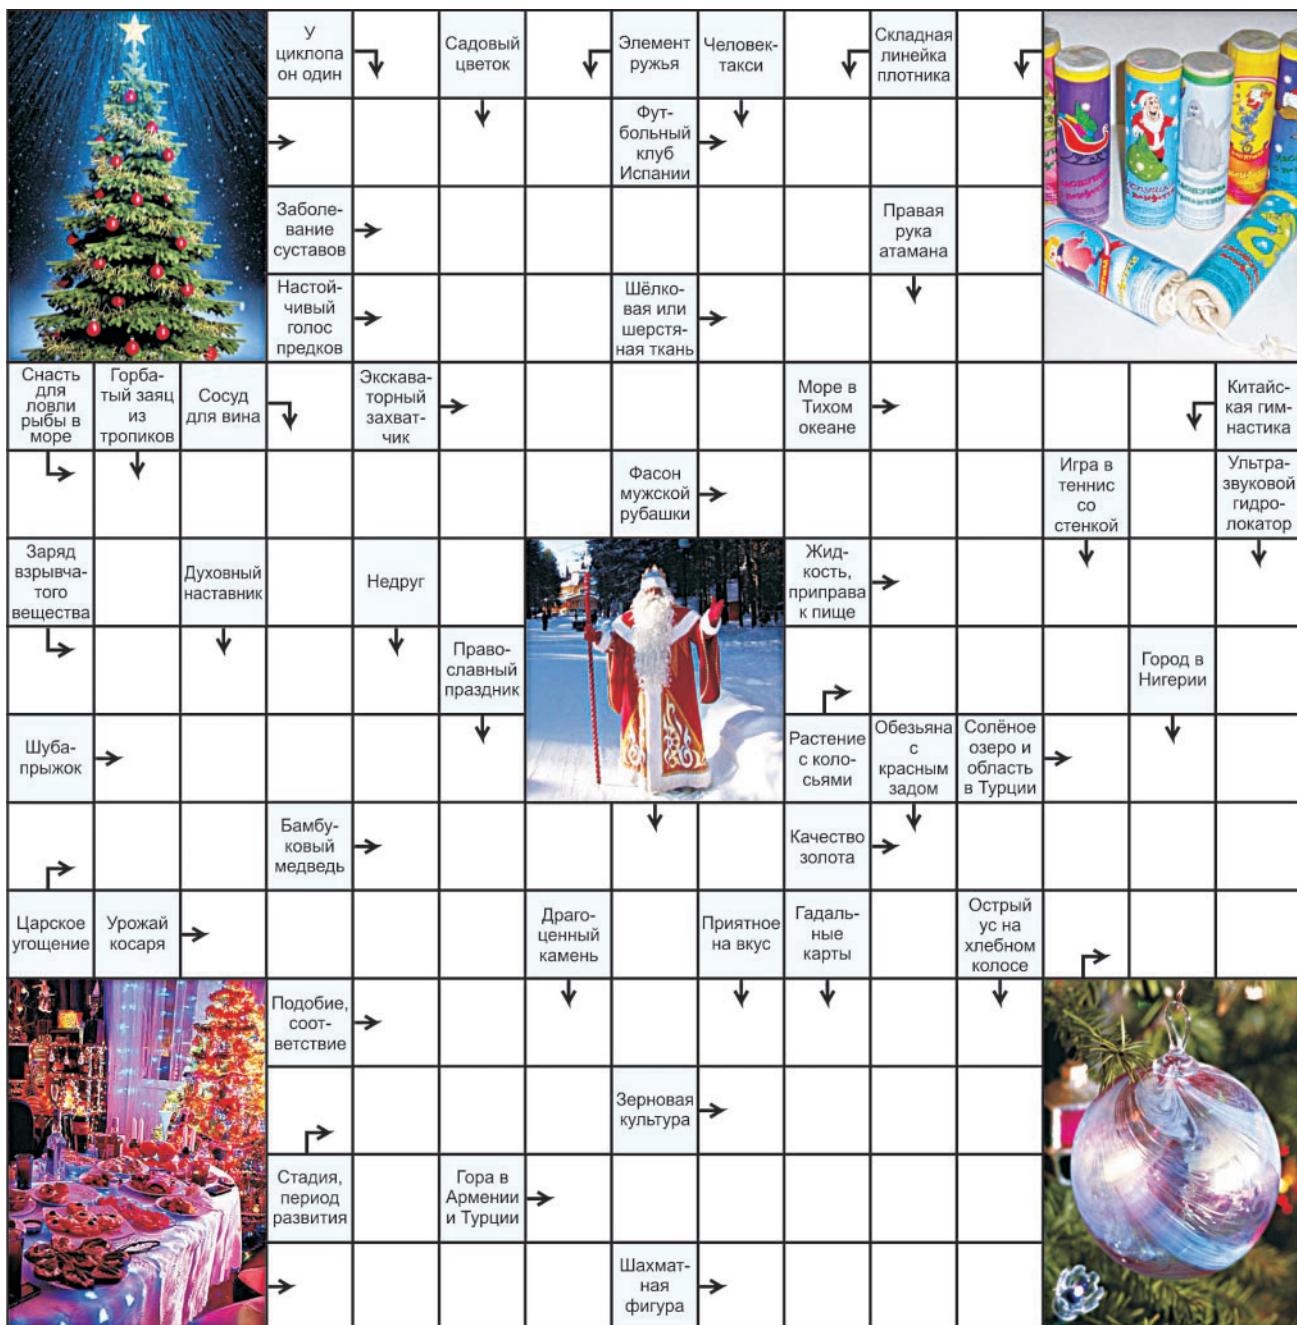 У
циклопа
он один
Садовый
цветок
Элемент
ружья
Человек-
такси
Складная
линейка
плотника
Фут-
больный
клуб
Испании
Заболе-
вание
суставов
Правая
рука
атамана
Настой-
чивый
голос
предков
Шёлко-
вая или
шерстя-
ная ткань
Снасть
для
ловли
рыбы в
море
Горба-
тый заяц
из
тропиков
Сосуд
для вина
Экскава-
торный
захват-
чик
Море в
Тихом
океане
Китайс-
кая гим-
настика
Фасон
мужской
рубашки
Игра в
теннис
со
стенкой
Ультра-
звуковой
гидро-
локатор
Заряд
взрывча-
того
вещества
Духовный
наставник
Недруг
Жид-
кость,
приправа
к пище
Право-
славный
праздник
Город в
Нигерии
Шуба-
прыжок
Растение
с коло-
сьями
Обезьяна
с
красным
задом
Солёное
озеро и
область
в Турции
Бамбу-
ковый
медведь
Качество
золота
Царское
угощение
Урожай
косаря
Драго-
ценный
камень
Приятное
на вкус
Гадаль-
ные
карты
Острый
ус на
хлебном
колосе
Подобие,
соот-
ветствие
Зерновая
культура
Стадия,
период
развития
Гора в
Армении
и Турции
Шахмат-
ная
фигура